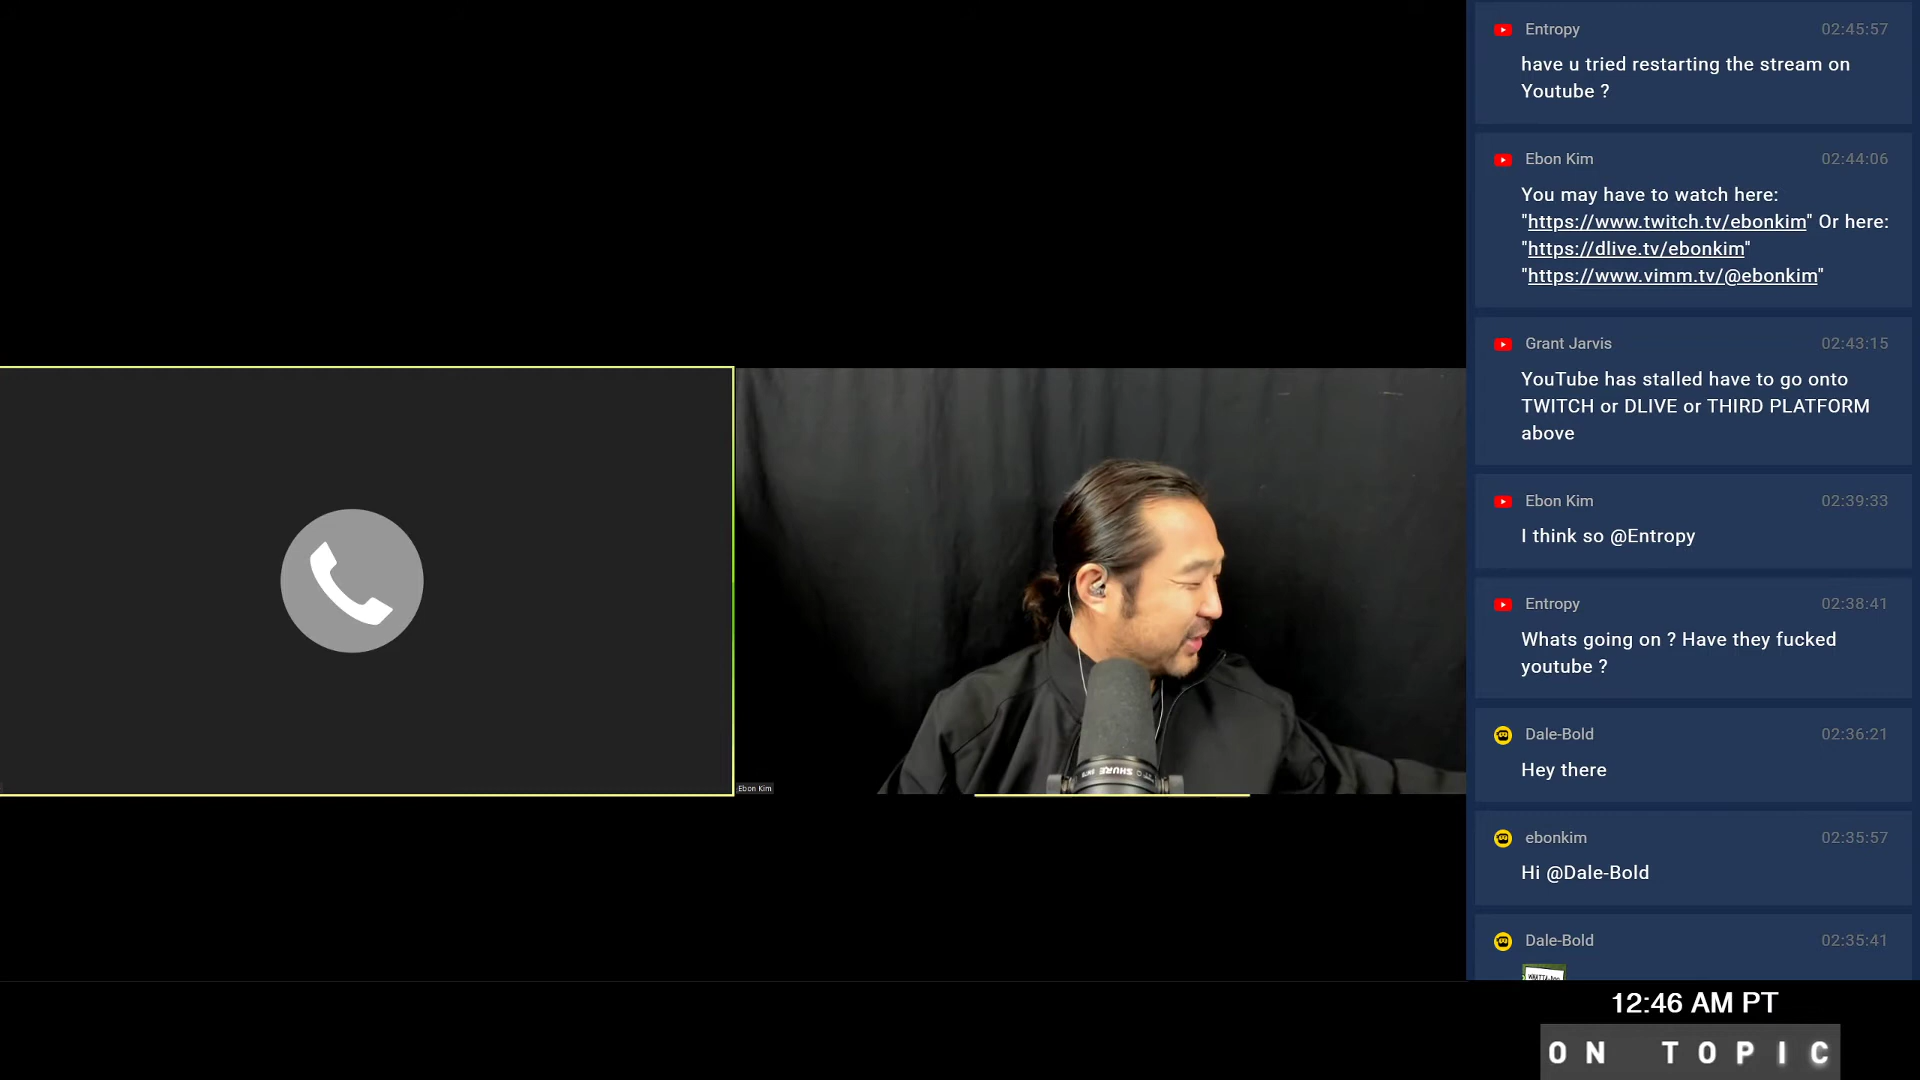 Entropy 02:45:57
have u tried restarting the stream on
Youtube ?
Ebon Kim 02:44:06
You may have to watch here:
"https://www.twitch.tv/ebonkim" Or here:
"https://dlive.tv/ebonkim"
"https://www.vimm.tv/@ebonkim"
Grant Jarvis 02:43:15
YouTube has stalled have to go onto
TWITCH or DLIVE or THIRD PLATFORM
above
Ebon Kim 02:39:33
I think so @Entropy
Entropy 02:38:41
Whats going on ? Have they fucked
youtube ?
Dale-Bold 02:36:21
Hey there
ebonkim 02:35:57
Hi @Dale-Bold
Dale-Bold 02:35:41
Ebon Kim
SHURE
12:46 AM PT
ON TOPIC